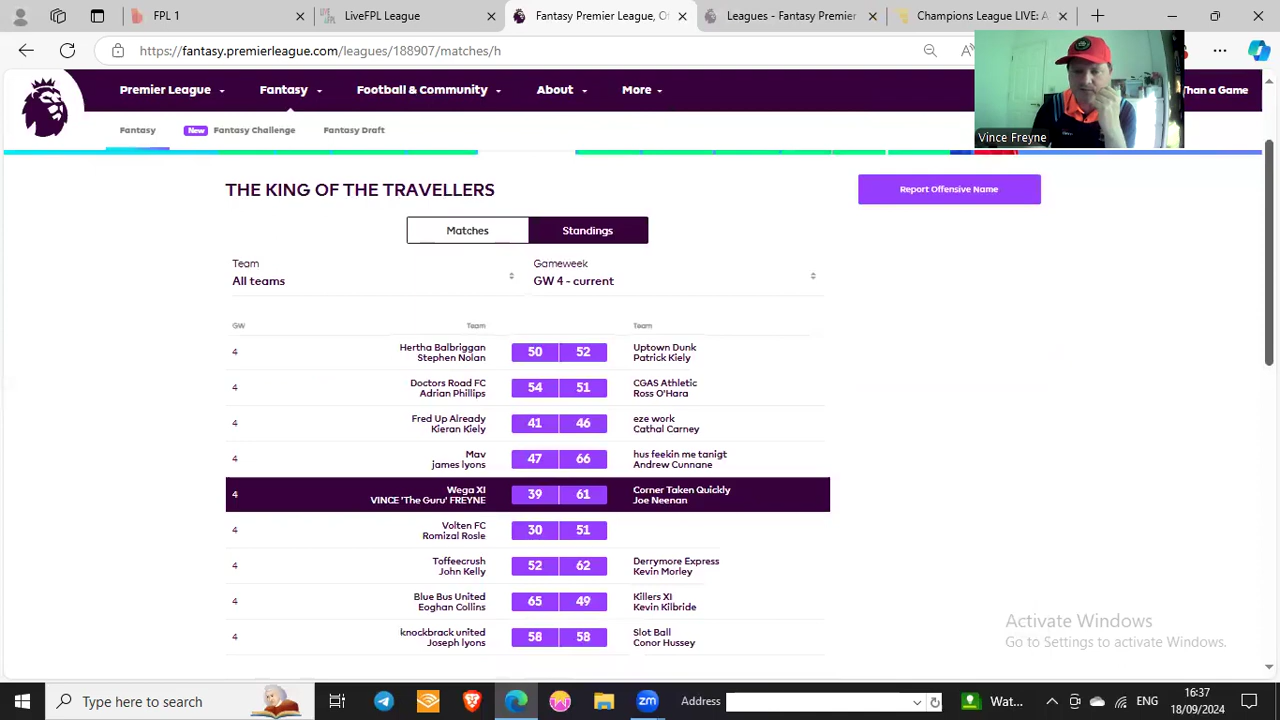 FPL 1
LiveFPL
Fantasy Premier League, O
Leagues - Fantasy Premier
Champions League LIVE
https://fantasy.premierleague.com/leagues/188907/matches/h
Premier League
Fantasy
Football & Community
About
More
Than a Game
Vince Freyne
Fantasy
New Fantasy Challenge
Fantasy Draft
THE KING OF THE TRAVELLERS
Report Offensive Name
Matches
Standings
Team
All teams
Gameweek
GW 4 - current
GW Team Team
Hertha Balbriggan
Stephen Nolan
4 50 52
Uptown Dunk
Patrick Kiely
Doctors Road FC
Adrian Phillips
4 54 51
CGAS Athletic
Ross O'Hara
Fred Up Already
Kieran Kiely
4 41 46
eze work
Cathal Carney
Mav
james lyons
4 47 66
hus feekin me tanigt
Andrew Cunnane
Wega XI
VINCE 'The Guru' FREYNE
4 39 61
Corner Taken Quickly
Joe Neenan
Volten FC
Romizal Rosle
4 30 51
Toffeecrush
John Kelly
4 52 62
Derrymore Express
Kevin Morley
Blue Bus United
Eoghan Collins
4 65 49
Killers XI
Kevin Kilbride
knockbrack united
Joseph lyons
4 58 58
Slot Ball
Conor Hussey
Activate Windows
Go to Settings to activate Windows.
Type here to search
zm
Address
Wat...
ENG
16:37
18/09/2024